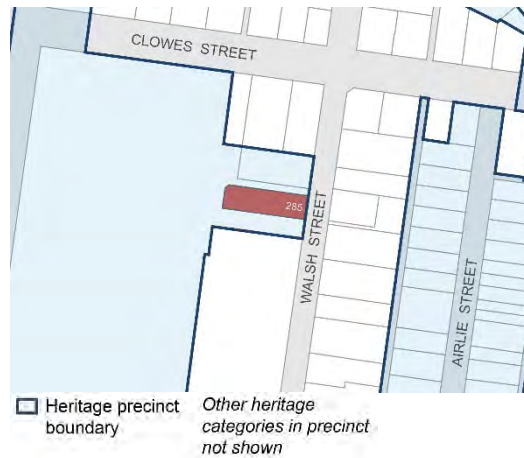 CLOWES STREET
285
WALSH STREET
AIRLIE STREET
Heritage precinct
boundary
Other heritage
categories in precinct
not shown